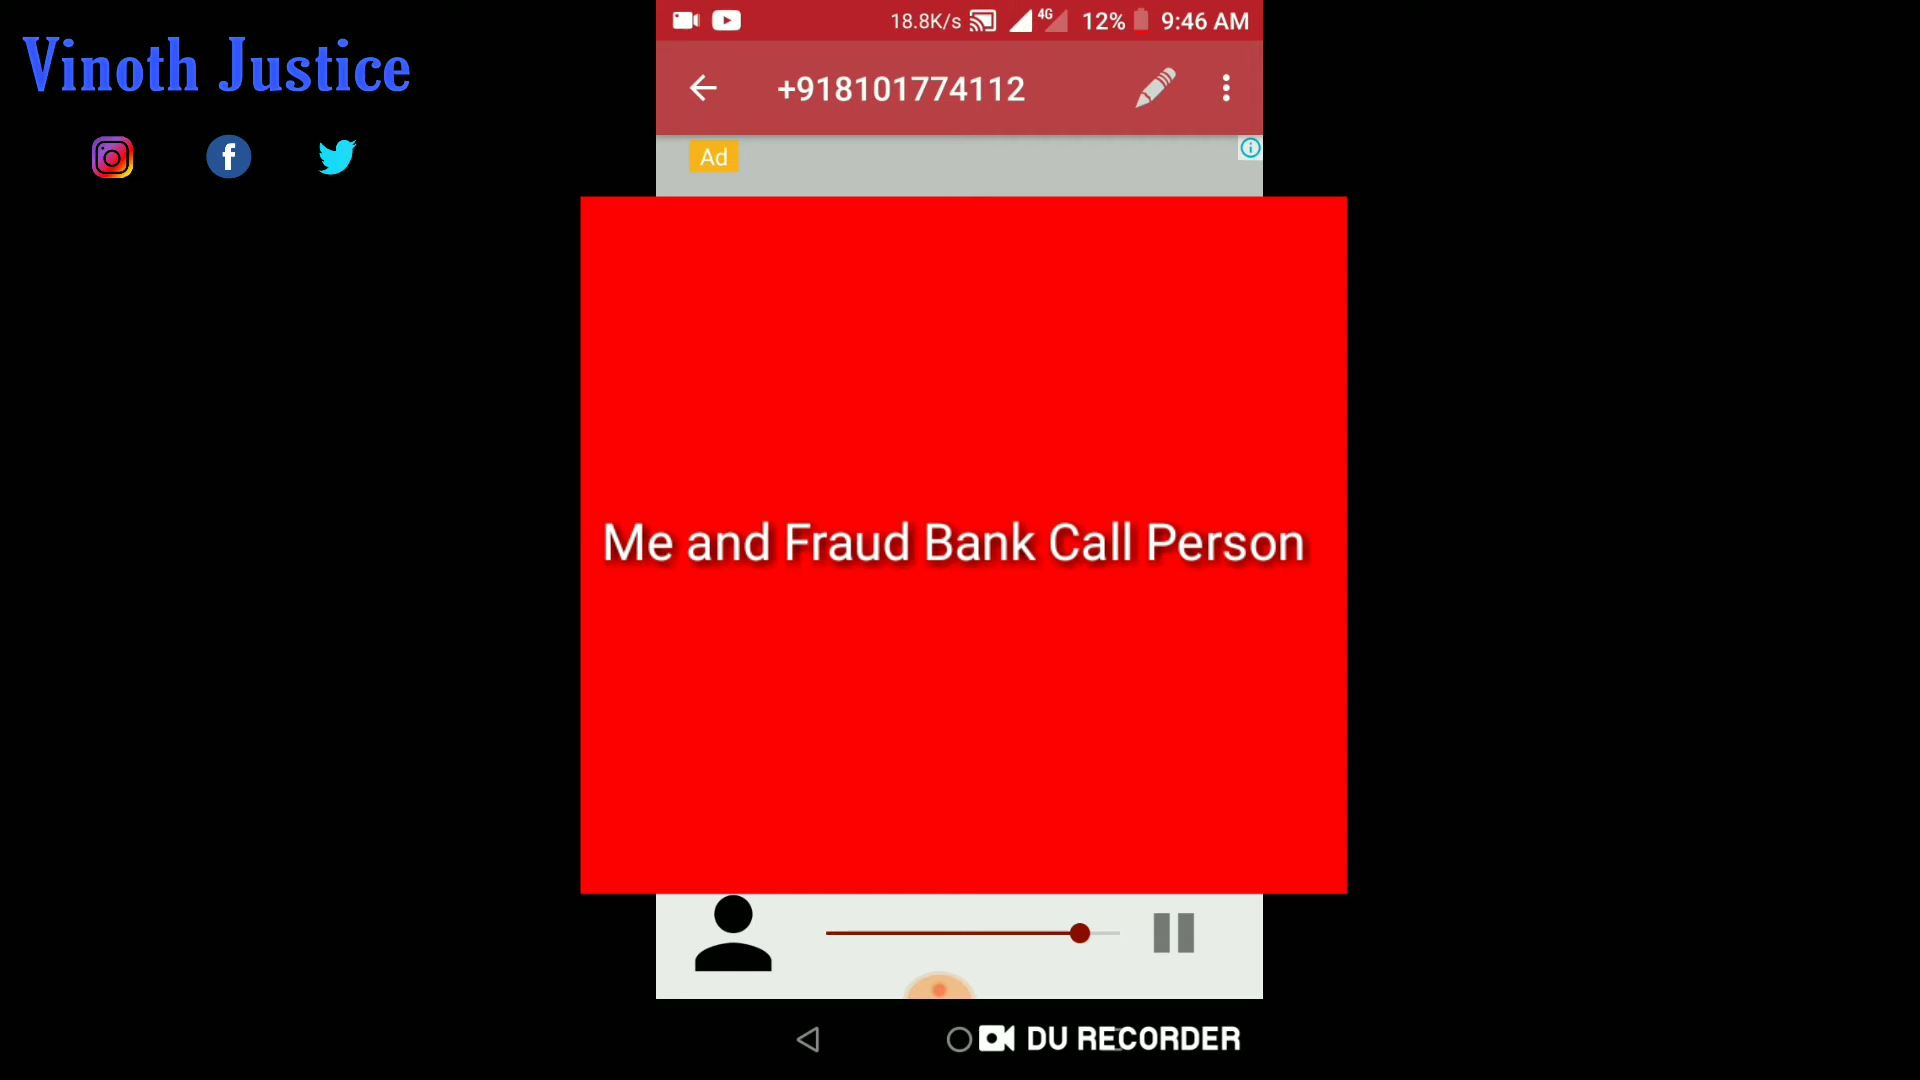 Vinoth Justice
18.8K/s 4G 12% 9:46 AM
+918101774112
Ad
Me and Fraud Bank Call Person
DU RECORDER